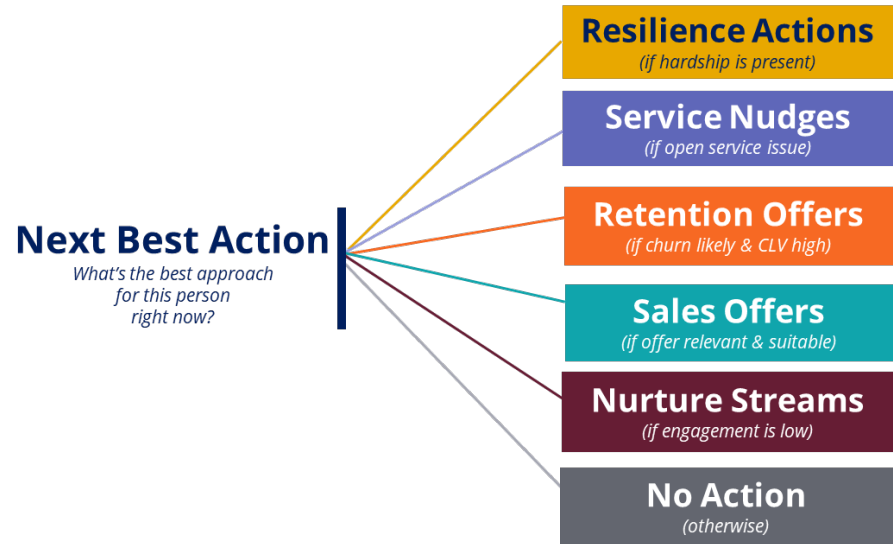 Next Best Action
What's the best approach
for this person
right now?
Resilience Actions
(if hardship is present)
Service Nudges
(if open service issue)
Retention Offers
(if churn likely & CLV high)
Sales Offers
(if offer relevant & suitable)
Nurture Streams
(if engagement is low)
No Action
(otherwise)